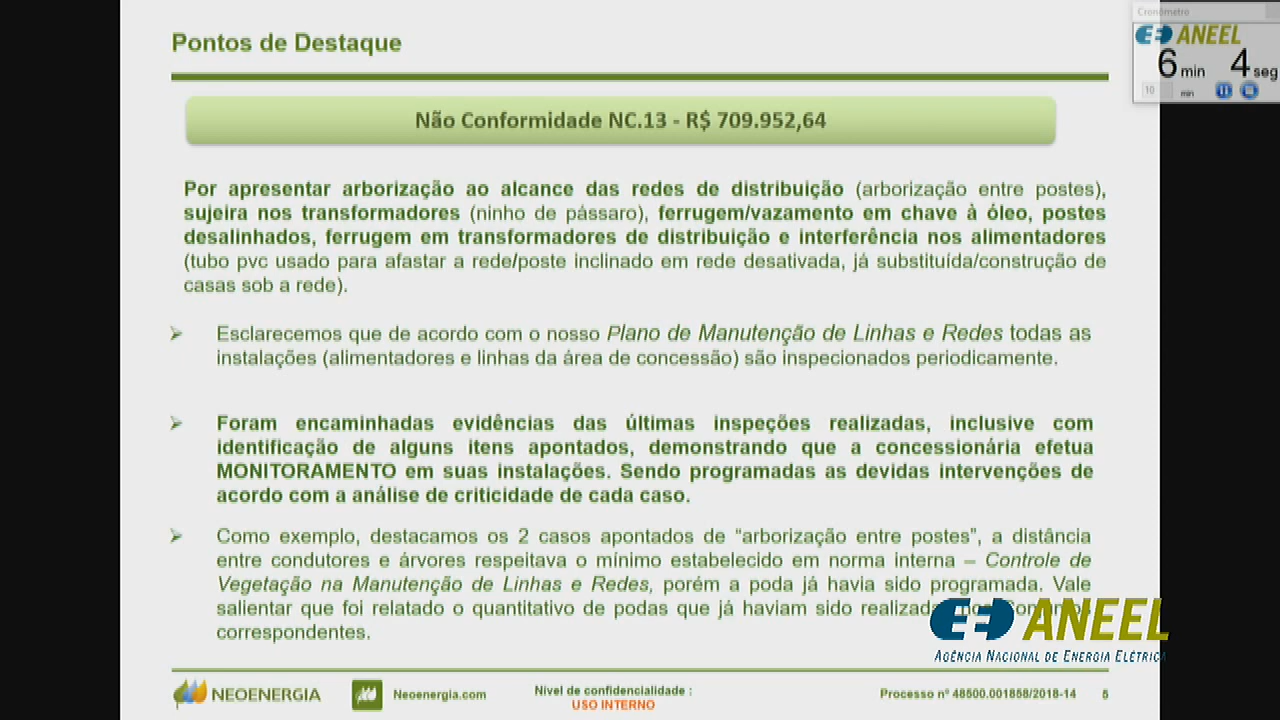 Pontos de Destaque
Cronômetro
ANEEL
6 min 4 seg
10 min
Não Conformidade NC.13 - R$ 709.952,64
Por apresentar arborização ao alcance das redes de distribuição (arborização entre postes),
sujeira nos transformadores (ninho de pássaro), ferrugem/vazamento em chave à óleo, postes
desalinhados, ferrugem em transformadores de distribuição e interferência nos alimentadores
(tubo pvc usado para afastar a rede/poste inclinado em rede desativada, já substituída/construção de
casas sob a rede).
Esclarecemos que de acordo com o nosso Plano de Manutenção de Linhas e Redes todas as
instalações (alimentadores e linhas da área de concessão) são inspecionados periodicamente.
Foram encaminhadas evidências das últimas inspeções realizadas, inclusive com
identificação de alguns itens apontados, demonstrando que a concessionária efetua
MONITORAMENTO em suas instalações. Sendo programadas as devidas intervenções de
acordo com a análise de criticidade de cada caso.
Como exemplo, destacamos os 2 casos apontados de "arborização entre postes", a distância
entre condutores e árvores respeitava o mínimo estabelecido em norma interna – Controle de
Vegetação na Manutenção de Linhas e Redes, porém a poda já havia sido programada. Vale
salientar que foi relatado o quantitativo de podas que já haviam sido
correspondentes.
ANEEL
AGÊNCIA NACIONAL DE ENERGIA ELÉTRICA
NEOENERGIA
Neoenergia.com
Nível de confidencialidade :
USO INTERNO
Processo nº 48500.001858/2018-14